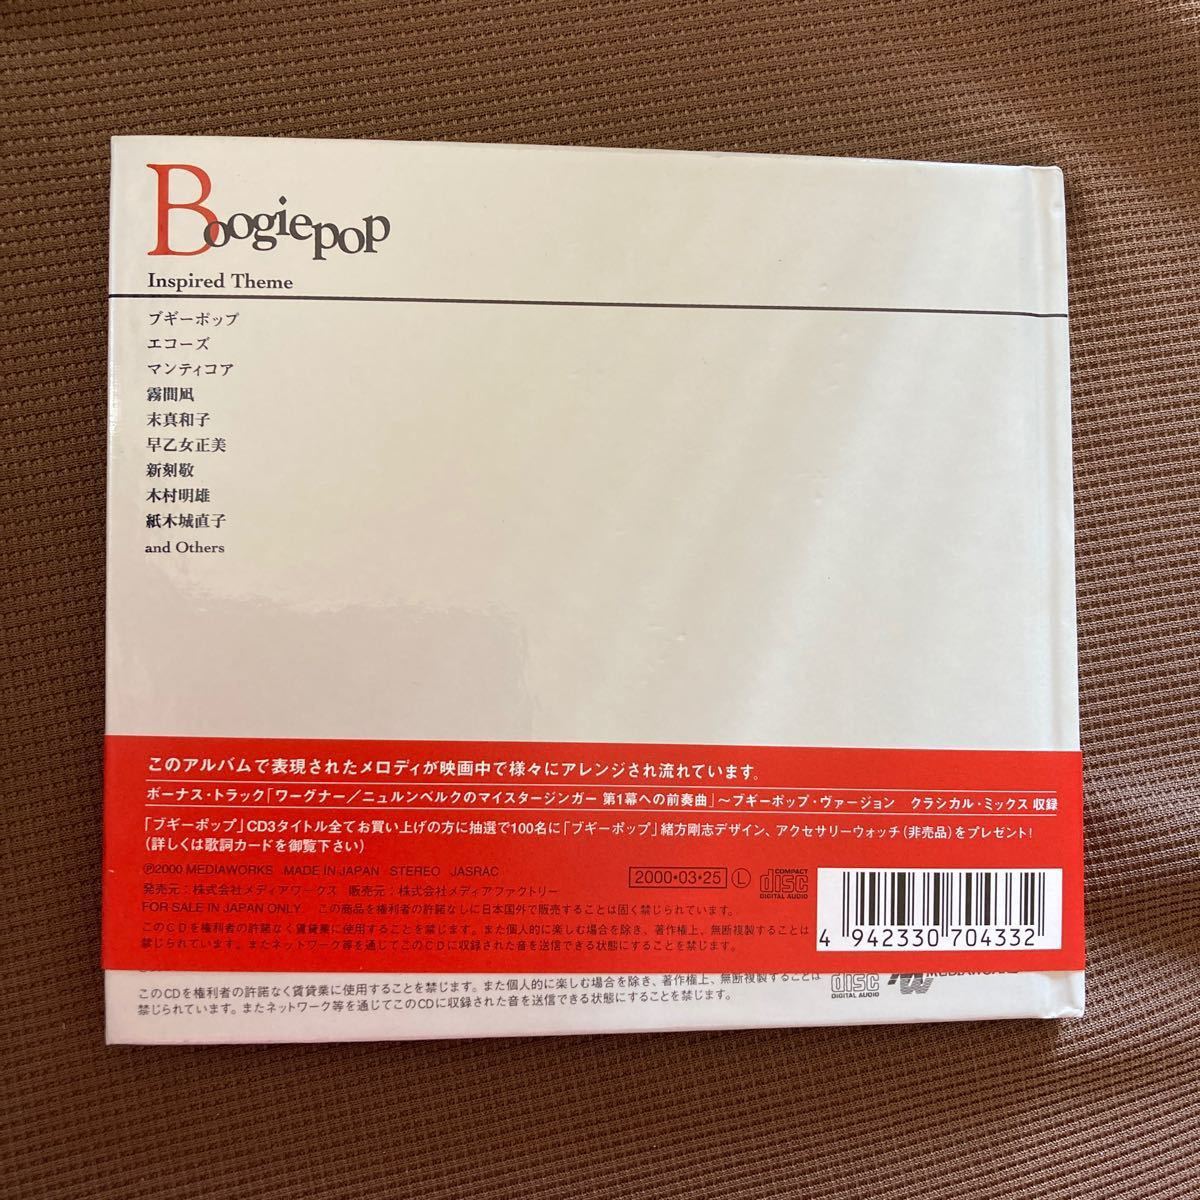 Boogiepop
Inspired Theme
ブギーポップ
エコーズ
マンティコア
霧間凪
末真和子
早乙女正美
新刻敬
木村明雄
紙木城直子
and Others
このアルバムで表現されたメロディが映画中で様々にアレンジされ流れています。
ボーナス・トラック「ワーグナー／ニュルンベルクのマイスタージンガー 第1幕への前奏曲」〜ブギーポップ・ヴァージョン　クラシカル・ミックス 収録
「ブギーポップ」CD3タイトル全てお買い上げの方に抽選で100名に「ブギーポップ」緒方剛志デザイン、アクセサリーウォッチ(非売品)をプレゼント!
(詳しくは歌詞カードを御覧下さい)
Ⓟ2000 MEDIAWORKS　MADE IN JAPAN　STEREO　JASRAC
2000・03・25 Ⓛ COMPACT disc DIGITAL AUDIO
発売元：株式会社メディアワークス　販売元：株式会社メディアファクトリー
FOR SALE IN JAPAN ONLY.　この商品を権利者の許諾なしに日本国外で販売することは固く禁じられています。
このCDを権利者の許諾なく賃貸業に使用することを禁じます。また個人的に楽しむ場合を除き、著作権上、無断複製することは
禁じられています。またネットワーク等を通じてこのCDに収録された音を送信できる状態にすることを禁じます。
4 942330 704332
このCDを権利者の許諾なく賃貸業に使用することを禁じます。また個人的に楽しむ場合を除き、著作権上、無断複製することは
禁じられています。またネットワーク等を通じてこのCDに収録された音を送信できる状態にすることを禁じます。
disc DIGITAL AUDIO